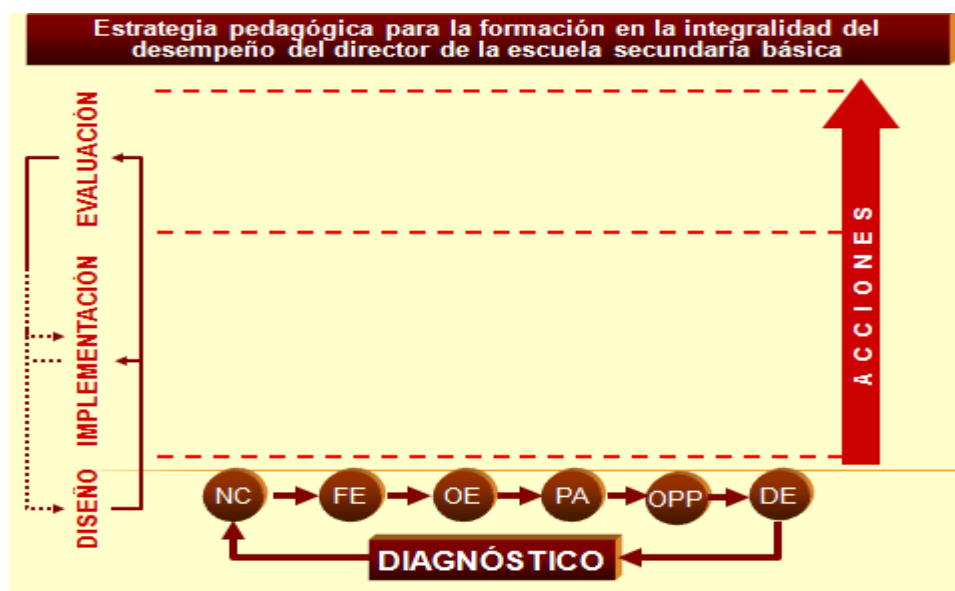 Estrategia pedagógica para la formación en la integralidad del
desempeño del director de la escuela secundaria básica
EVALUACIÓN
IMPLEMENTACIÓN
DISEÑO
ACCIONES
NC
FE
OE
PA
OPP
DE
DIAGNÓSTICO